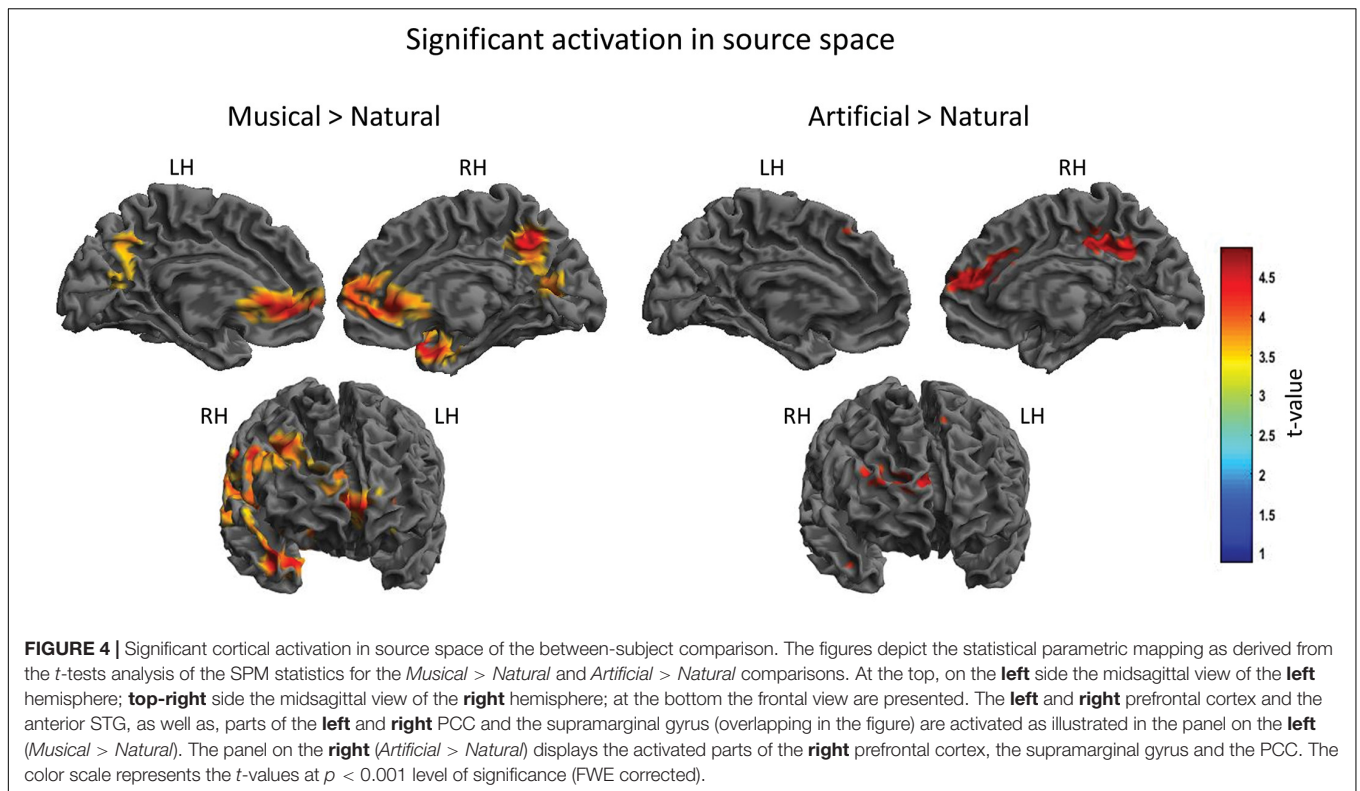 Significant activation in source space
Musical > Natural
Artificial > Natural
LH
RH
LH
RH
RH
LH
RH
LH
4.5
4
3.5
3
2.5
2
1.5
1
t-value
FIGURE 4 | Significant cortical activation in source space of the between-subject comparison. The figures depict the statistical parametric mapping as derived from
the t-tests analysis of the SPM statistics for the Musical > Natural and Artificial > Natural comparisons. At the top, on the left side the midsagittal view of the left
hemisphere; top-right side the midsagittal view of the right hemisphere; at the bottom the frontal view are presented. The left and right prefrontal cortex and the
anterior STG, as well as, parts of the left and right PCC and the supramarginal gyrus (overlapping in the figure) are activated as illustrated in the panel on the left
(Musical > Natural). The panel on the right (Artificial > Natural) displays the activated parts of the right prefrontal cortex, the supramarginal gyrus and the PCC. The
color scale represents the t-values at p < 0.001 level of significance (FWE corrected).